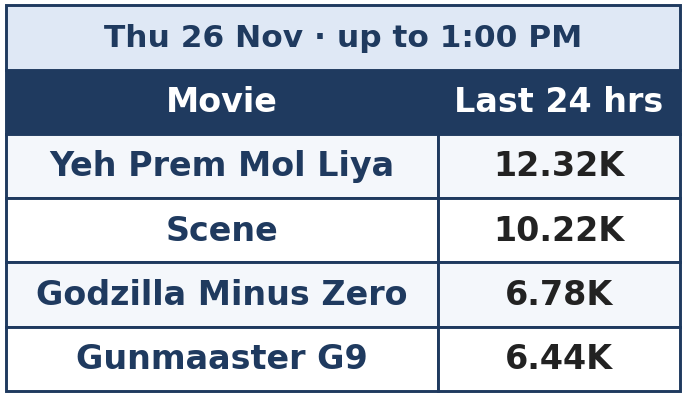 Thu 26 Nov · up to 1:00 PM
Movie Last 24 hrs
Yeh Prem Mol Liya 12.32K
Scene 10.22K
Godzilla Minus Zero 6.78K
Gunmaaster G9 6.44K